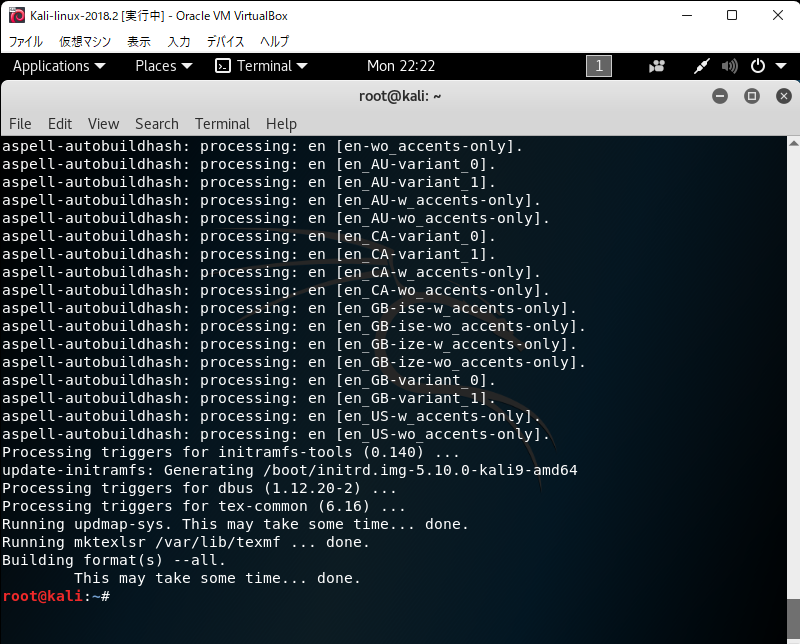 Kali-linux-2018.2 [実行中] - Oracle VM VirtualBox
ファイル 仮想マシン 表示 入力 デバイス ヘルプ
Applications Places Terminal Mon 22:22 1
root@kali: ~
File Edit View Search Terminal Help
aspell-autobuildhash: processing: en [en-wo_accents-only].
aspell-autobuildhash: processing: en [en_AU-variant_0].
aspell-autobuildhash: processing: en [en_AU-variant_1].
aspell-autobuildhash: processing: en [en_AU-w_accents-only].
aspell-autobuildhash: processing: en [en_AU-wo_accents-only].
aspell-autobuildhash: processing: en [en_CA-variant_0].
aspell-autobuildhash: processing: en [en_CA-variant_1].
aspell-autobuildhash: processing: en [en_CA-w_accents-only].
aspell-autobuildhash: processing: en [en_CA-wo_accents-only].
aspell-autobuildhash: processing: en [en_GB-ise-w_accents-only].
aspell-autobuildhash: processing: en [en_GB-ise-wo_accents-only].
aspell-autobuildhash: processing: en [en_GB-ize-w_accents-only].
aspell-autobuildhash: processing: en [en_GB-ize-wo_accents-only].
aspell-autobuildhash: processing: en [en_GB-variant_0].
aspell-autobuildhash: processing: en [en_GB-variant_1].
aspell-autobuildhash: processing: en [en_US-w_accents-only].
aspell-autobuildhash: processing: en [en_US-wo_accents-only].
Processing triggers for initramfs-tools (0.140) ...
update-initramfs: Generating /boot/initrd.img-5.10.0-kali9-amd64
Processing triggers for dbus (1.12.20-2) ...
Processing triggers for tex-common (6.16) ...
Running updmap-sys. This may take some time... done.
Running mktexlsr /var/lib/texmf ... done.
Building format(s) --all.
        This may take some time... done.
root@kali:~#